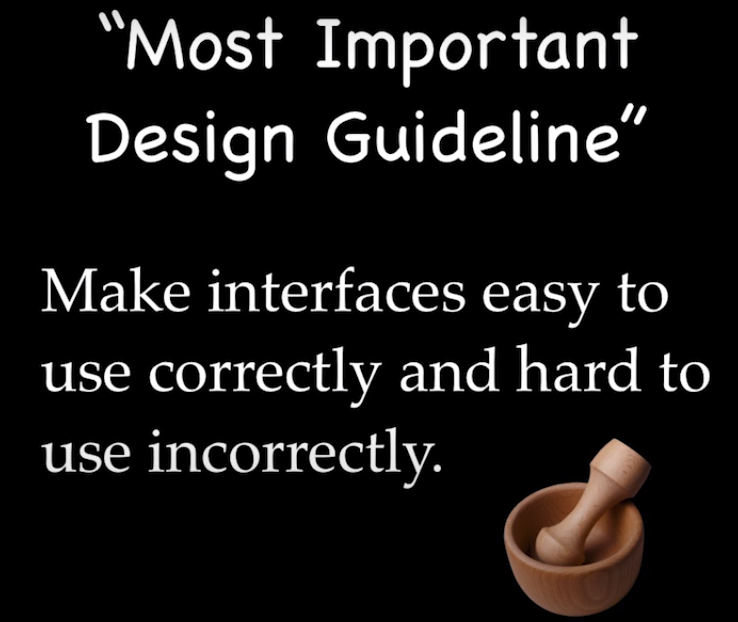 “Most Important
Design Guideline”
Make interfaces easy to
use correctly and hard to
use incorrectly.